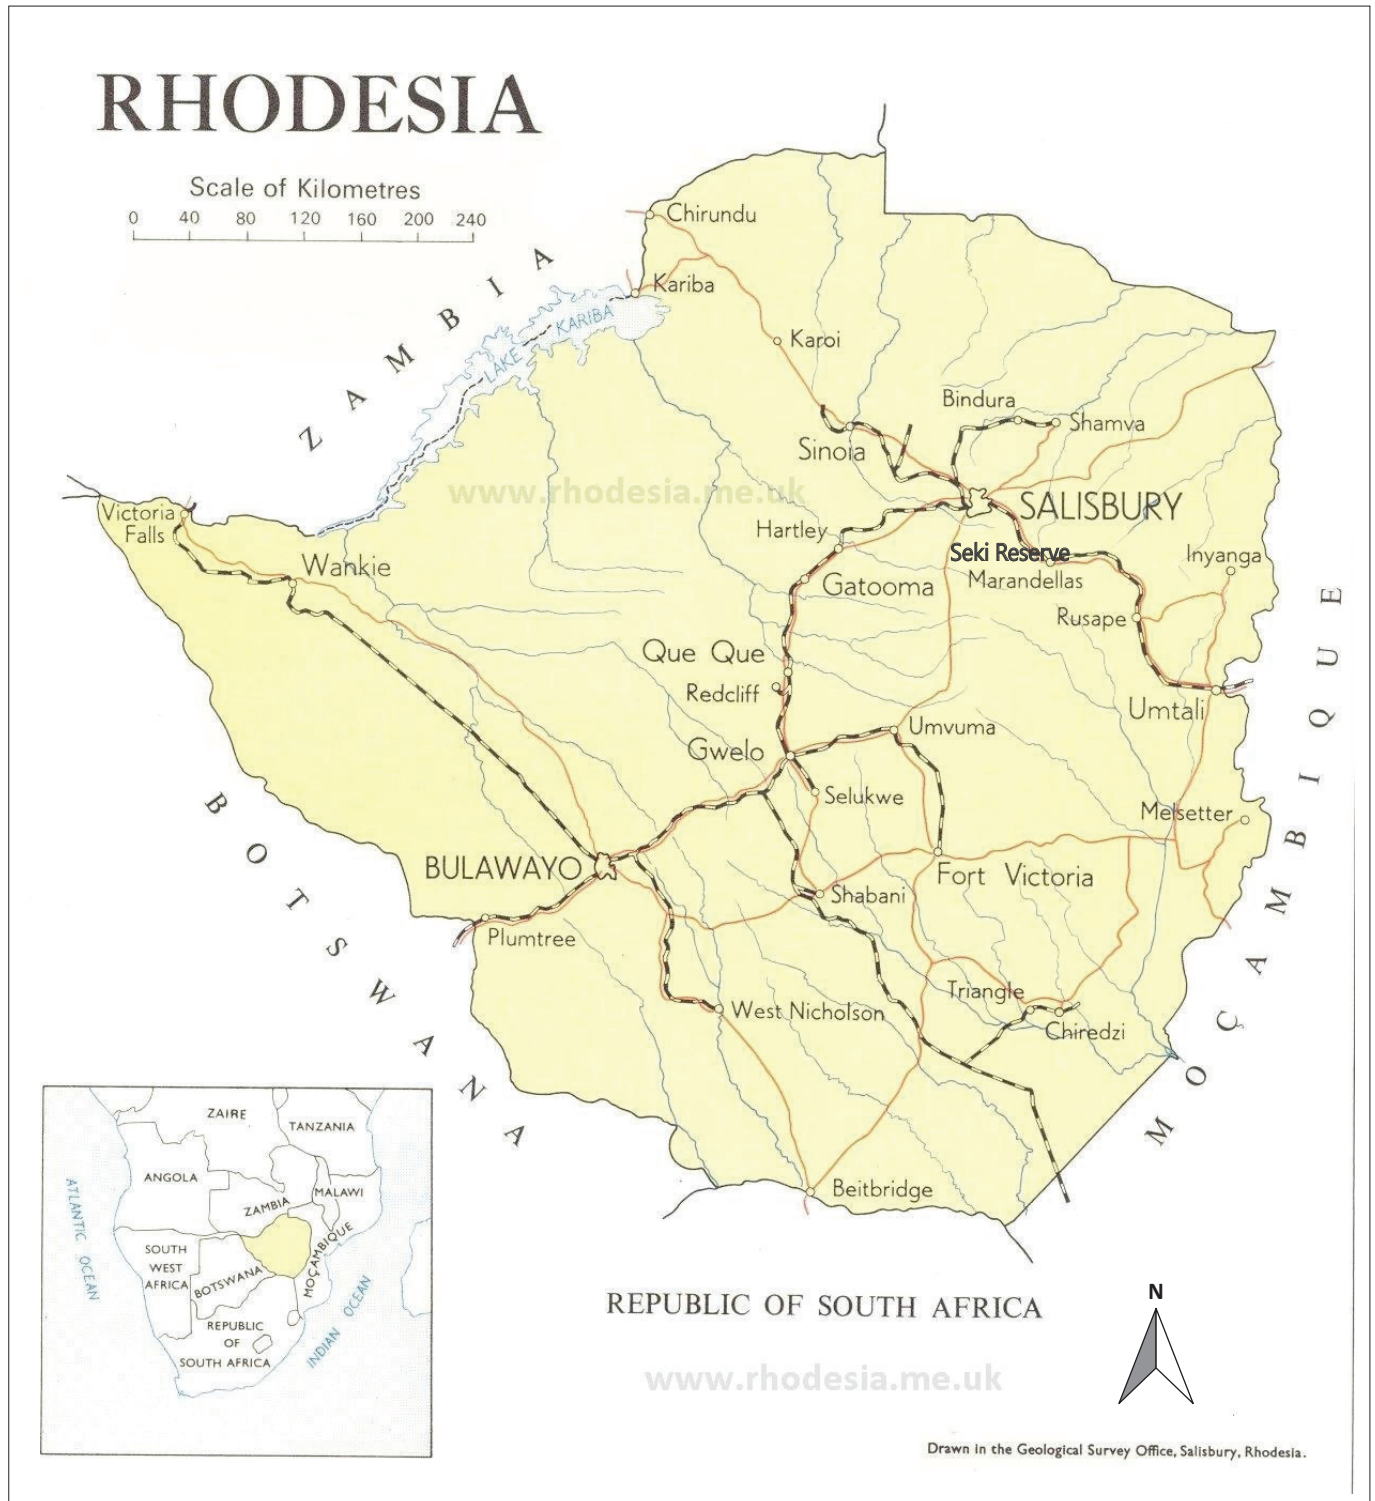 RHODESIA
Scale of Kilometres
0 40 80 120 160 200 240
ZAMBIA
Chirundu
Kariba
LAKE KARIBA
Karoi
Bindura
Shamva
Sinoia
www.rhodesia.me.uk
SALISBURY
Victoria
Falls
Hartley
Seki Reserve
Inyanga
Wankie
Gatooma
Marandellas
Rusape
Que Que
Redcliff
Umtali
Gwelo
Umvuma
Selukwe
Melsetter
MOÇAMBIQUE
BOTSWANA
BULAWAYO
Fort Victoria
Shabani
Plumtree
Triangle
West Nicholson
Chiredzi
Beitbridge
ZAIRE
TANZANIA
ANGOLA
MALAWI
ZAMBIA
ATLANTIC OCEAN
SOUTH
WEST
AFRICA
BOTSWANA
MOÇAMBIQUE
INDIAN OCEAN
REPUBLIC
OF
SOUTH AFRICA
REPUBLIC OF SOUTH AFRICA
N
www.rhodesia.me.uk
Drawn in the Geological Survey Office, Salisbury, Rhodesia.